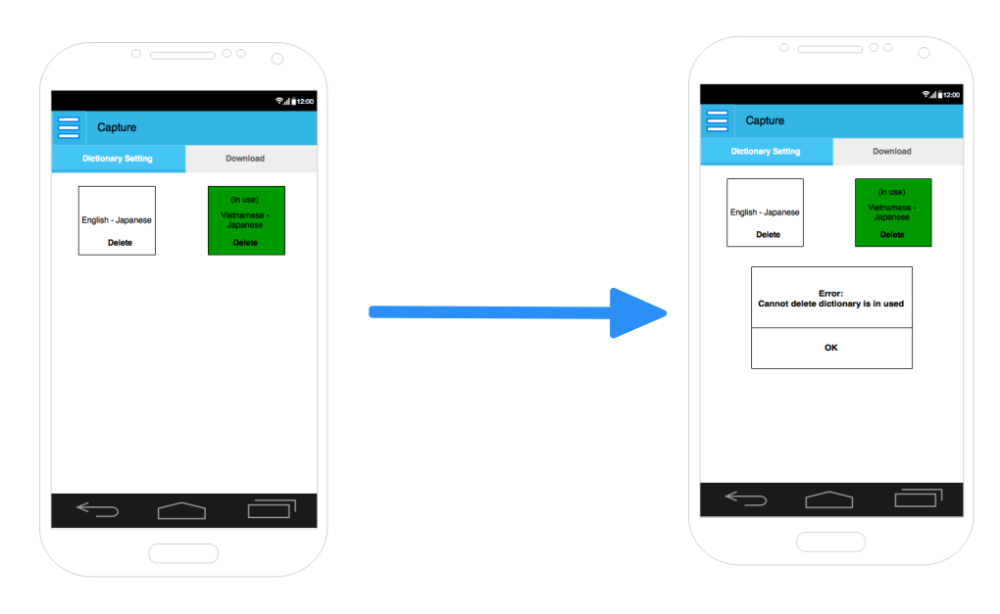 12:00
Capture
Dictionary Setting
Download
English - Japanese
Delete
(in use)
Vietnamese -
Japanese
Delete
12:00
Capture
Dictionary Setting
Download
English - Japanese
Delete
(in use)
Vietnamese -
Japanese
Delete
Error:
Cannot delete dictionary is in used
OK